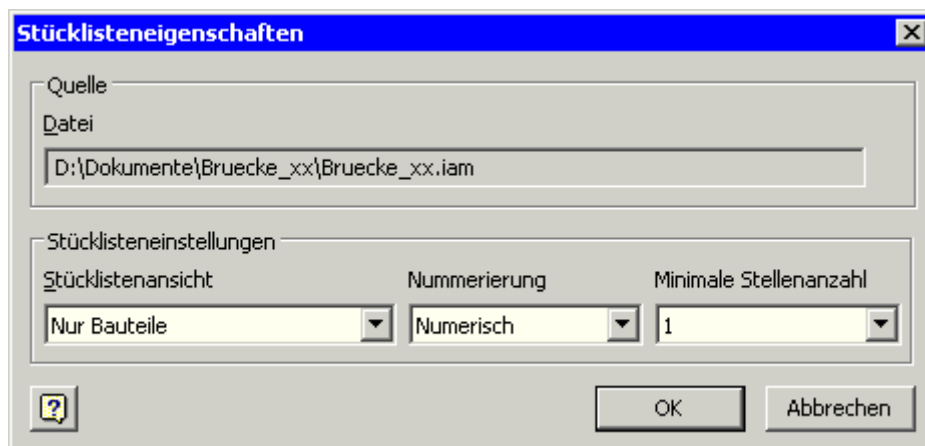 Stücklisteneigenschaften
Quelle
Datei
D:\Dokumente\Bruecke_xx\Bruecke_xx.iam
Stücklisteneinstellungen
Stücklistenansicht Nummerierung Minimale Stellenanzahl
Nur Bauteile Numerisch 1
OK Abbrechen